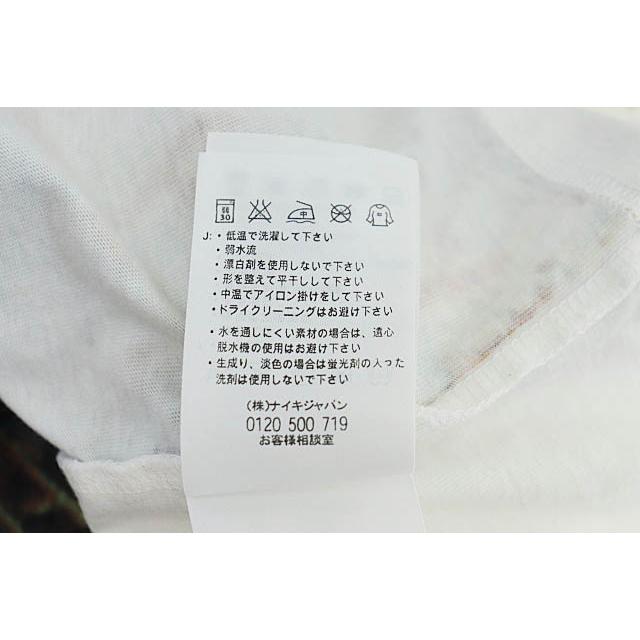 弱
30
中
J: ・低温で洗濯して下さい
・弱水流
・漂白剤を使用しないで下さい
・形を整えて平干しして下さい
・中温でアイロン掛けをして下さい
・ドライクリーニングはお避け下さい
・水を通しにくい素材の場合は、遠心
脱水機の使用はお避け下さい
・生成り、淡色の場合は蛍光剤の入った
洗剤は使用しないで下さい
(株)ナイキジャパン
0120 500 719
お客様相談室